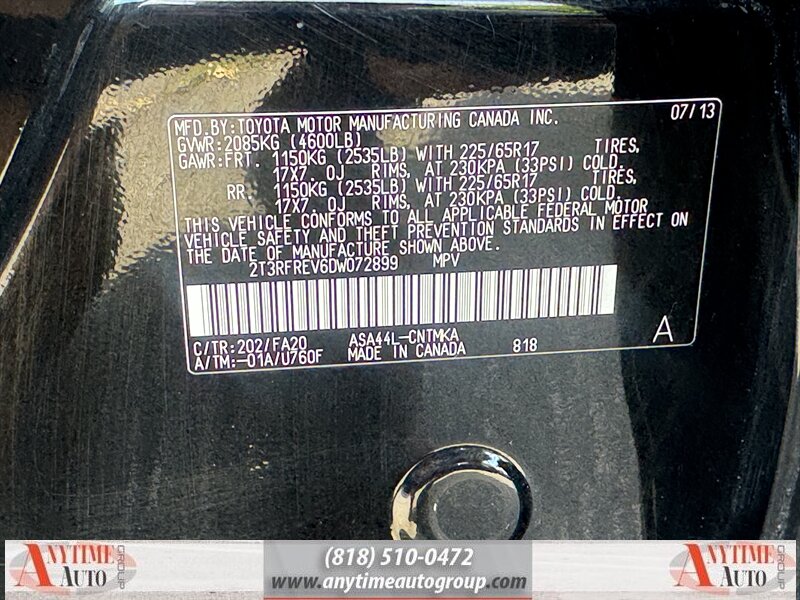 MFD.BY:TOYOTA MOTOR MANUFACTURING CANADA INC. 07/13
GVWR:2085KG (4600LB)
GAWR:FRT. 1150KG (2535LB) WITH 225/65R17 TIRES,
17X7 0J RIMS, AT 230KPA (33PSI) COLD.
RR. 1150KG (2535LB) WITH 225/65R17 TIRES,
17X7 0J RIMS, AT 230KPA (33PSI) COLD.
THIS VEHICLE CONFORMS TO ALL APPLICABLE FEDERAL MOTOR
VEHICLE SAFETY AND THEFT PREVENTION STANDARDS IN EFFECT ON
THE DATE OF MANUFACTURE SHOWN ABOVE.
2T3RFREV6DW072899 MPV
C/TR:202/FA20 ASA44L-CNTMKA
A/TM:-01A/U760F MADE IN CANADA 818 A
ANYTIME AUTO GROUP
(818) 510-0472
www.anytimeautogroup.com
ANYTIME AUTO GROUP